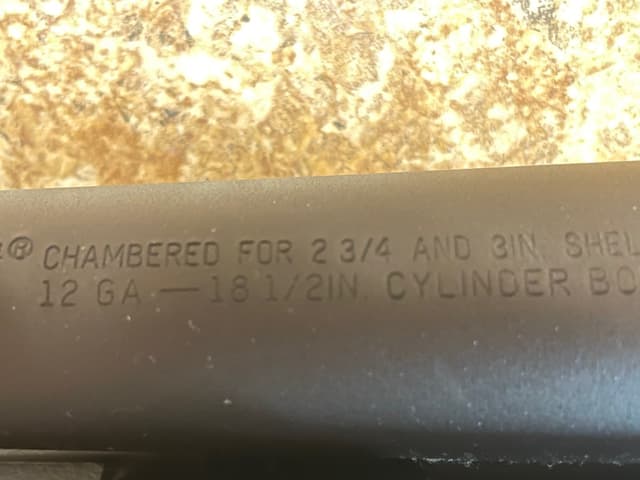 ® CHAMBERED FOR 2 3/4 AND 3IN. SHEL
12 GA — 18 1/2IN. CYLINDER BO